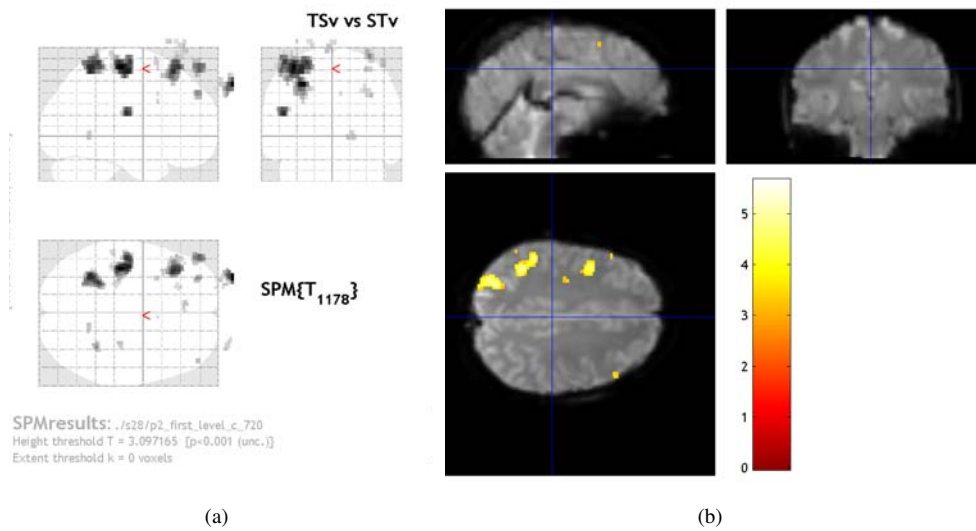 TSv vs STv
<
<
<
SPM{T1178}
SPMresults: ./s28/p2_first_level_c_720
Height threshold T = 3.097165 [p<0.001 (unc.)]
Extent threshold k = 0 voxels
5
4
3
2
1
0
(a)
(b)